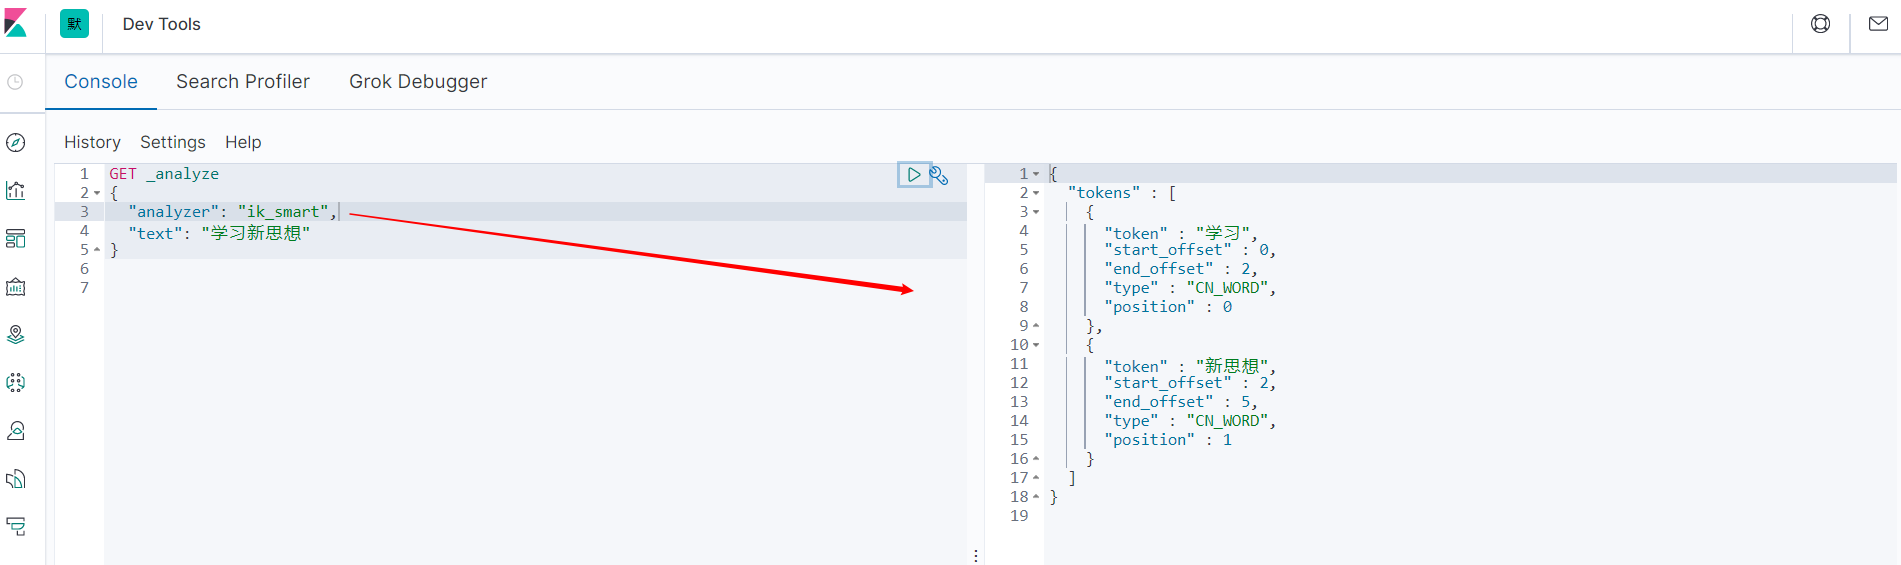 默 Dev Tools
Console Search Profiler Grok Debugger
History Settings Help
1 GET _analyze
2 {
3 "analyzer": "ik_smart",
4 "text": "学习新思想"
5 }
6
7
1 {
2 "tokens" : [
3 {
4 "token" : "学习",
5 "start_offset" : 0,
6 "end_offset" : 2,
7 "type" : "CN_WORD",
8 "position" : 0
9 },
10 {
11 "token" : "新思想",
12 "start_offset" : 2,
13 "end_offset" : 5,
14 "type" : "CN_WORD",
15 "position" : 1
16 }
17 ]
18 }
19